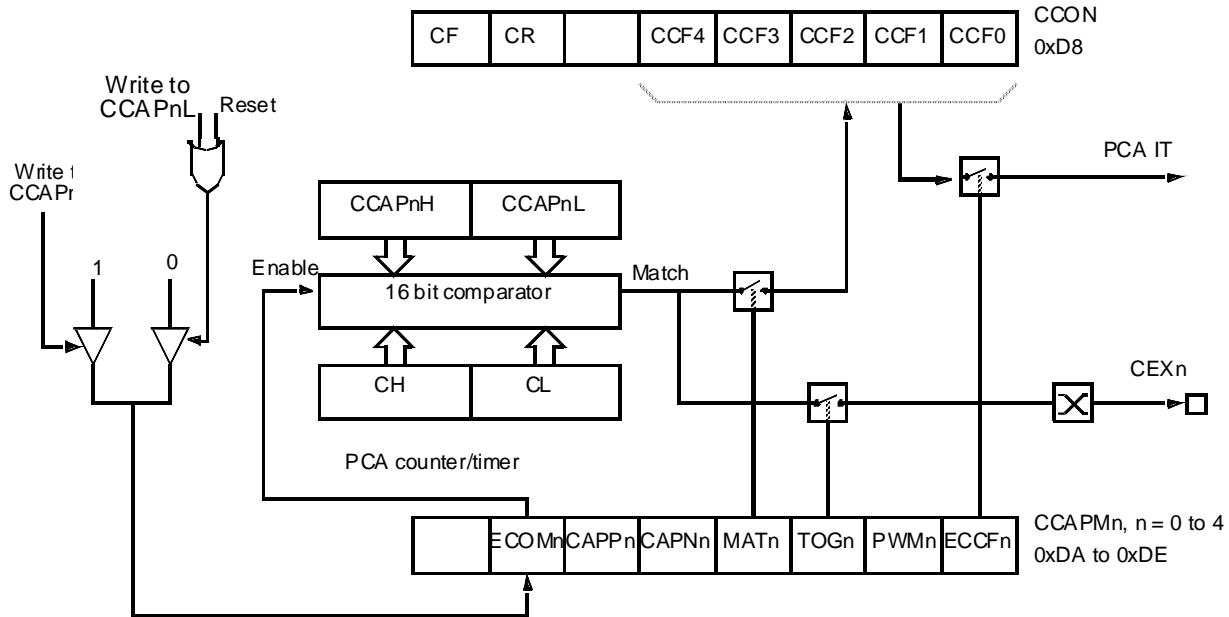 CF CR CCF4 CCF3 CCF2 CCF1 CCF0
CCON
0xD8
Write to
CCAPnL
Reset
PCA IT
Write
CCAPnH CCAPnL
1 0
Enable
16 bit comparator
Match
CH CL
CEXn
PCA counter/timer
ECOMn CAPPn CAPNn MATn TOGn PWMn ECCFn
CCAPMn, n = 0 to 4
0xDA to 0xDE